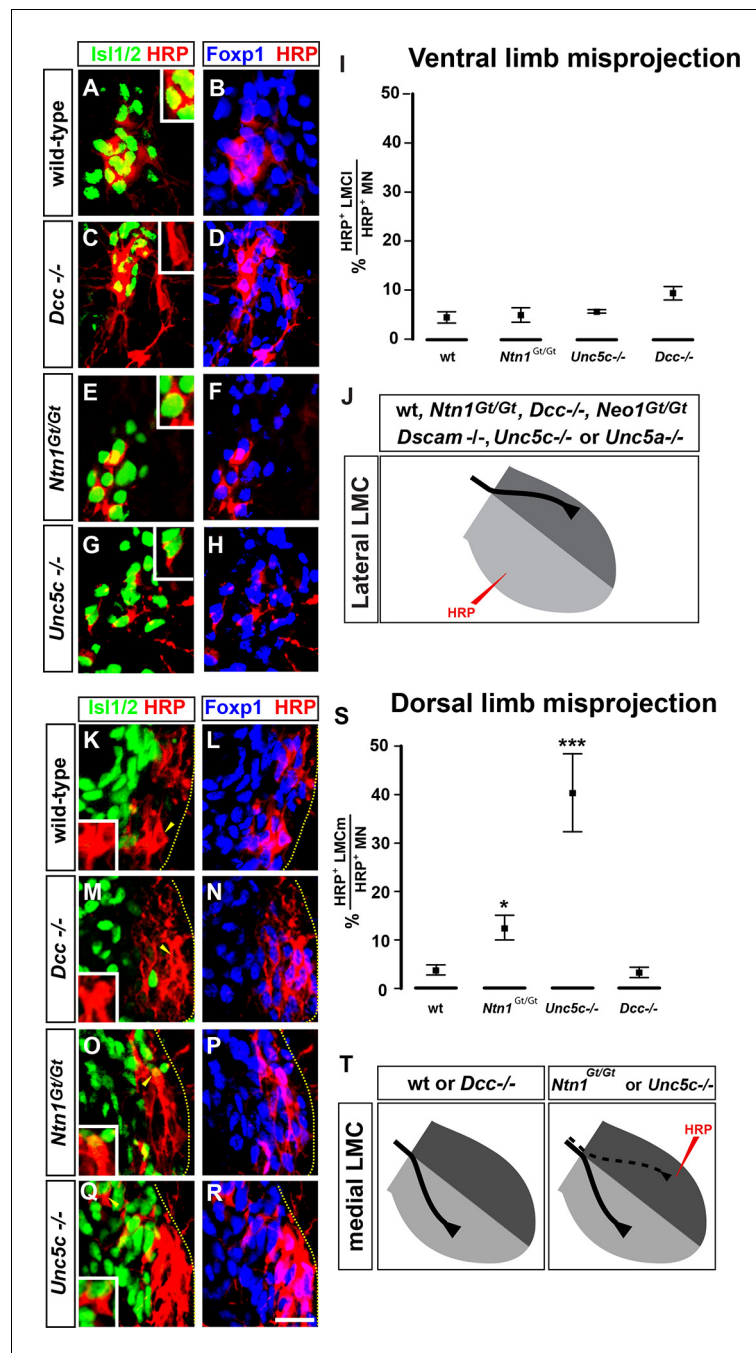 Isl1/2 HRP
Foxp1 HRP
wild-type
A
B
Dcc -/-
C
D
Ntn1Gt/Gt
E
F
Unc5c -/-
G
H
I
Ventral limb misprojection
% HRP+ LMCl
HRP+ MN
50
40
30
20
10
0
wt
Ntn1Gt/Gt
Unc5c-/-
Dcc-/-
J
wt, Ntn1Gt/Gt, Dcc-/-, Neo1Gt/Gt
Dscam -/-, Unc5c-/- or Unc5a-/-
Lateral LMC
HRP
Isl1/2 HRP
Foxp1 HRP
wild-type
K
L
Dcc -/-
M
N
Ntn1Gt/Gt
O
P
Unc5c -/-
Q
R
S
Dorsal limb misprojection
% HRP+ LMCm
HRP+ MN
50
40
30
20
10
0
*
***
wt
Ntn1Gt/Gt
Unc5c-/-
Dcc-/-
T
wt or Dcc-/-
Ntn1Gt/Gt or Unc5c-/-
medial LMC
HRP